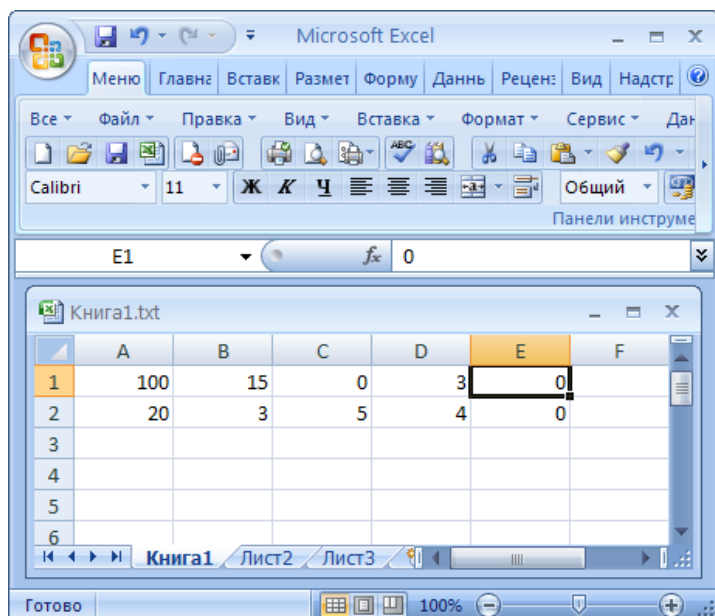 Microsoft Excel
Меню Главна Вставк Размет Форму Даннь Реценз Вид Надстр
Все Файл Правка Вид Вставка Формат Сервис Дан
ABC
Calibri 11 Ж К Ч a Общий
Панели инструме
E1 fx 0
Книга1.txt
A B C D E F
1 100 15 0 3 0
2 20 3 5 4 0
3
4
5
6
Книга1 Лист2 Лист3
Готово 100%